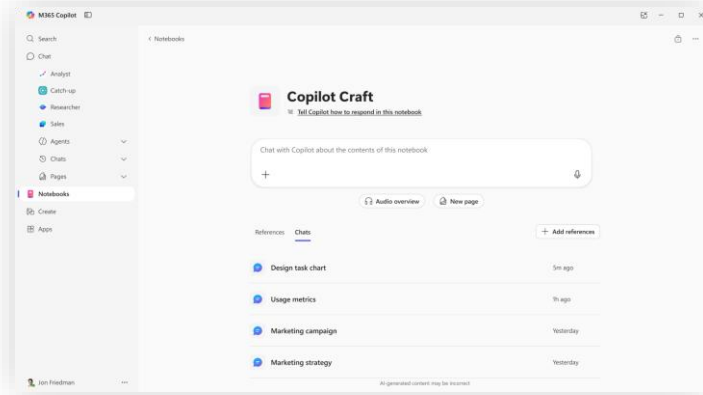 M365 Copilot
Search
Chat
Analyst
Catch-up
Researcher
Sales
Agents
Chats
Pages
Notebooks
Create
Apps
Jon Friedman
Notebooks
Copilot Craft
Tell Copilot how to respond in this notebook
Chat with Copilot about the contents of this notebook
Audio overview
New page
References Chats
Add references
Design task chart 5m ago
Usage metrics 1h ago
Marketing campaign Yesterday
Marketing strategy Yesterday
AI generated content may be incorrect